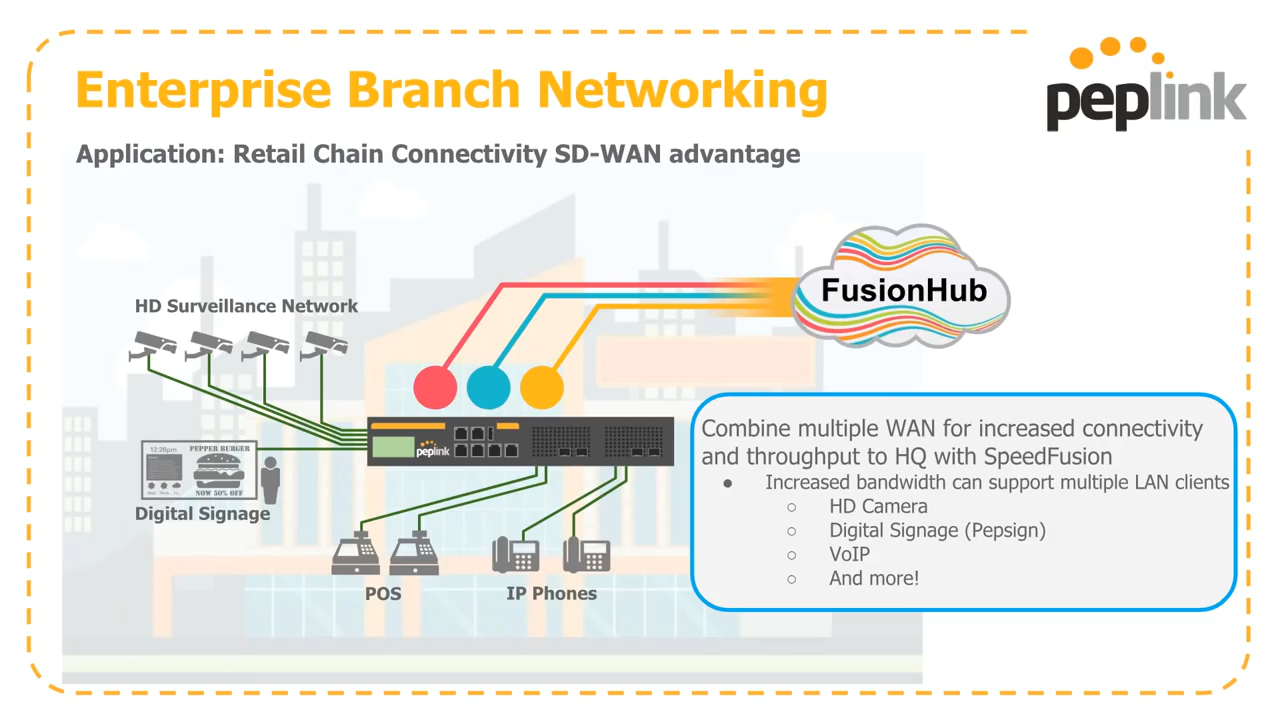 Enterprise Branch Networking
peplink
Application: Retail Chain Connectivity SD-WAN advantage
FusionHub
HD Surveillance Network
peplink
12:26pm
PEPPER BURGER
NOW 50% OFF
Digital Signage
POS
IP Phones
Combine multiple WAN for increased connectivity
and throughput to HQ with SpeedFusion
● Increased bandwidth can support multiple LAN clients
○ HD Camera
○ Digital Signage (Pepsign)
○ VoIP
○ And more!